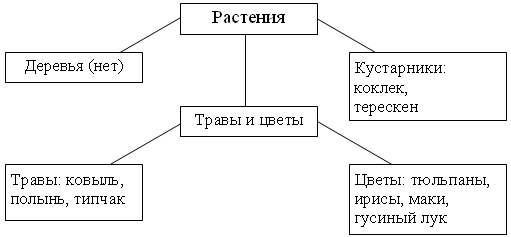 Растения
Деревья (нет)
Кустарники:
коклек,
терескен
Травы и цветы
Травы: ковыль,
полынь, типчак
Цветы: тюльпаны,
ирисы, маки,
гусиный лук